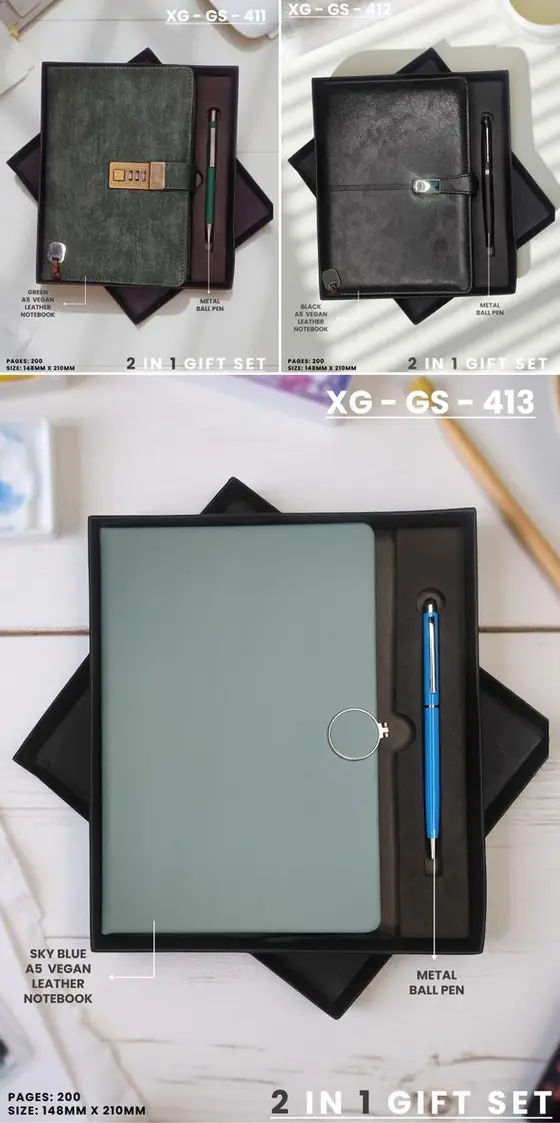 XG - GS - 411
GREEN
A5 VEGAN
LEATHER
NOTEBOOK
METAL
BALL PEN
PAGES: 200
SIZE: 148MM X 210MM
2 IN 1 GIFT SET
XG - GS - 412
BLACK
A5 VEGAN
LEATHER
NOTEBOOK
METAL
BALL PEN
PAGES: 200
SIZE: 148MM X 210MM
2 IN 1 GIFT SET
XG - GS - 413
SKY BLUE
A5 VEGAN
LEATHER
NOTEBOOK
METAL
BALL PEN
PAGES: 200
SIZE: 148MM X 210MM
2 IN 1 GIFT SET